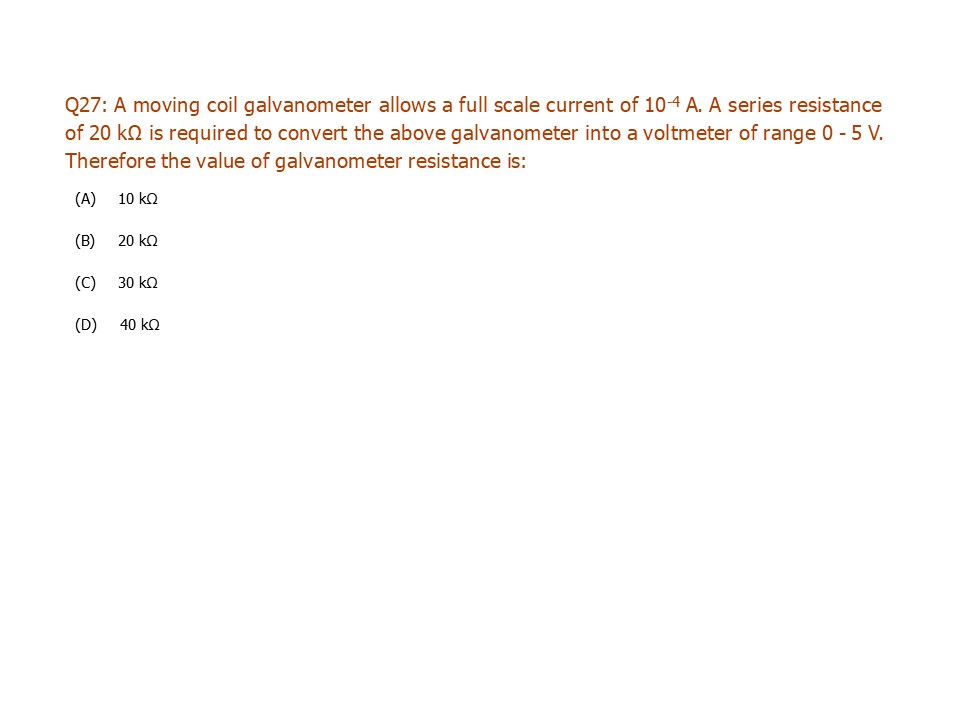 Q27: A moving coil galvanometer allows a full scale current of 10⁻⁴ A. A series resistance
of 20 kΩ is required to convert the above galvanometer into a voltmeter of range 0 - 5 V.
Therefore the value of galvanometer resistance is:
(A) 10 kΩ
(B) 20 kΩ
(C) 30 kΩ
(D) 40 kΩ